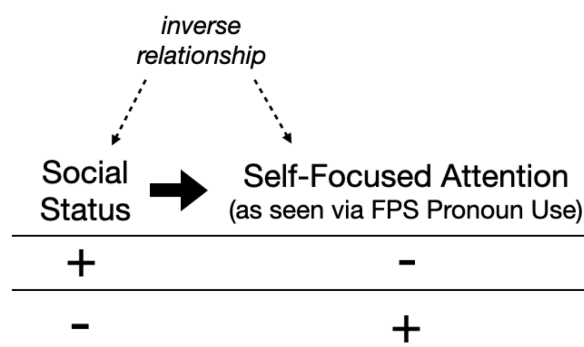 inverse
relationship
Social
Status
Self-Focused Attention
(as seen via FPS Pronoun Use)
+ -
- +